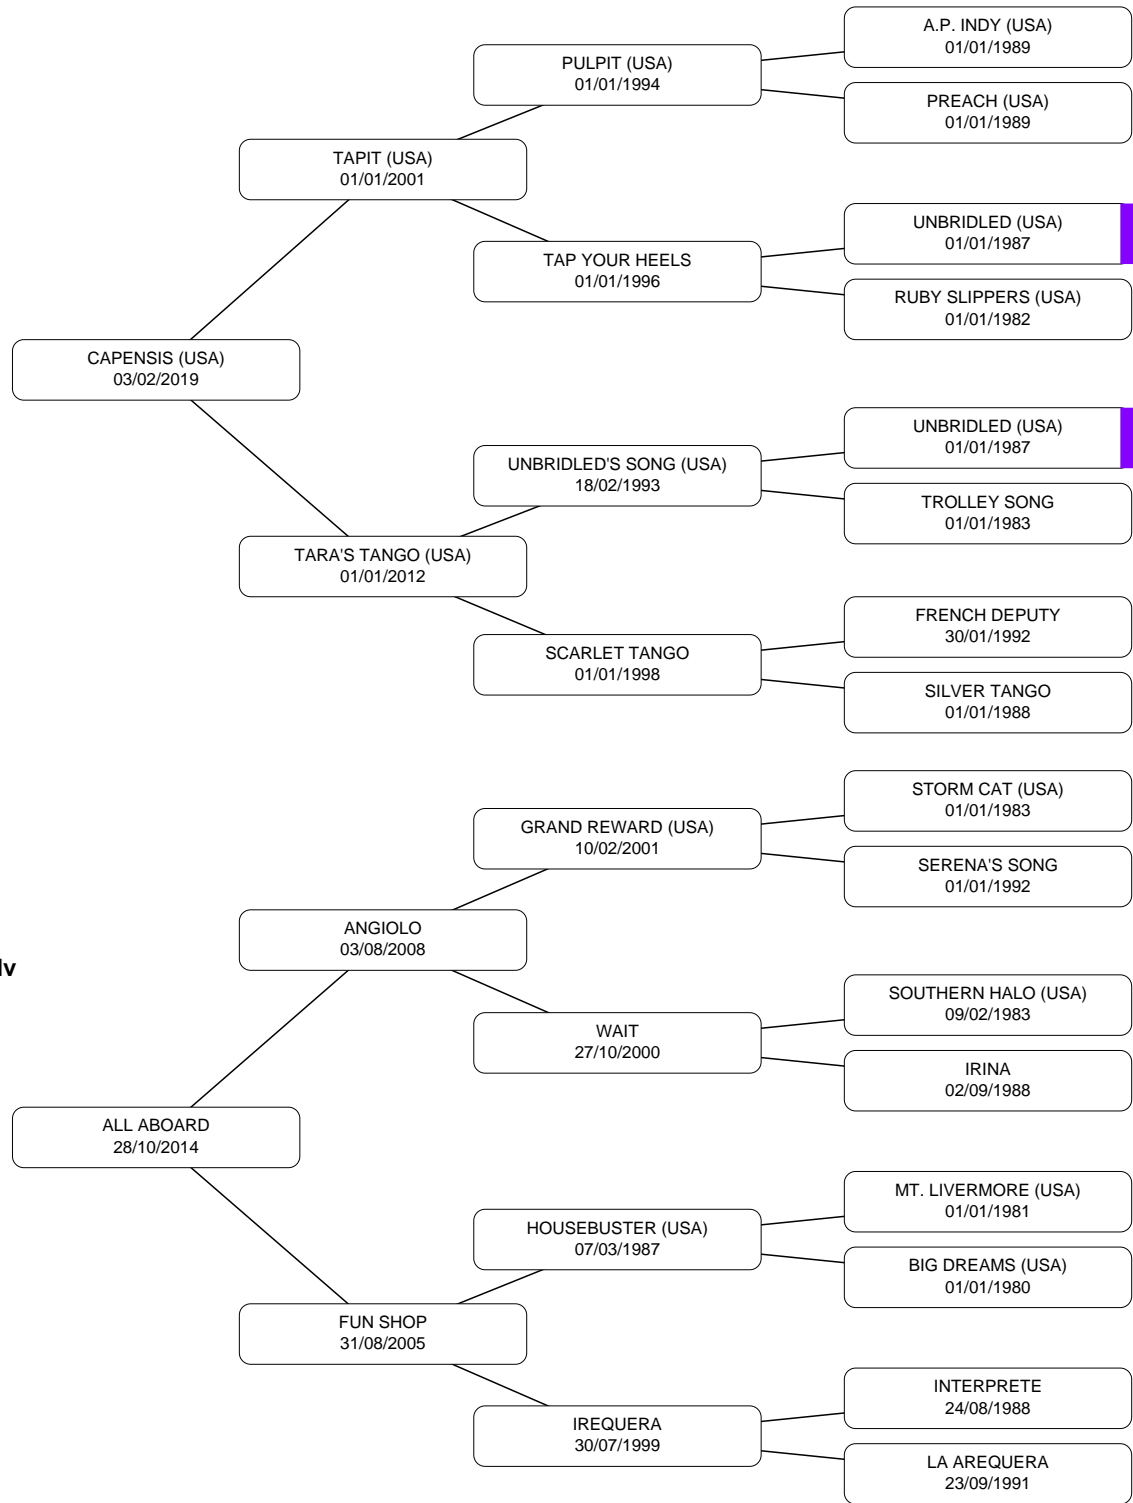 A.P. INDY (USA)
01/01/1989
PULPIT (USA)
01/01/1994
PREACH (USA)
01/01/1989
TAPIT (USA)
01/01/2001
UNBRIDLED (USA)
01/01/1987
TAP YOUR HEELS
01/01/1996
RUBY SLIPPERS (USA)
01/01/1982
CAPENSIS (USA)
03/02/2019
UNBRIDLED (USA)
01/01/1987
UNBRIDLED'S SONG (USA)
18/02/1993
TROLLEY SONG
01/01/1983
TARA'S TANGO (USA)
01/01/2012
FRENCH DEPUTY
30/01/1992
SCARLET TANGO
01/01/1998
SILVER TANGO
01/01/1988
STORM CAT (USA)
01/01/1983
GRAND REWARD (USA)
10/02/2001
SERENA'S SONG
01/01/1992
ANGIOLO
03/08/2008
SOUTHERN HALO (USA)
09/02/1983
WAIT
27/10/2000
IRINA
02/09/1988
ALL ABOARD
28/10/2014
MT. LIVERMORE (USA)
01/01/1981
HOUSEBUSTER (USA)
07/03/1987
BIG DREAMS (USA)
01/01/1980
FUN SHOP
31/08/2005
INTERPRETE
24/08/1988
IREQUERA
30/07/1999
LA AREQUERA
23/09/1991